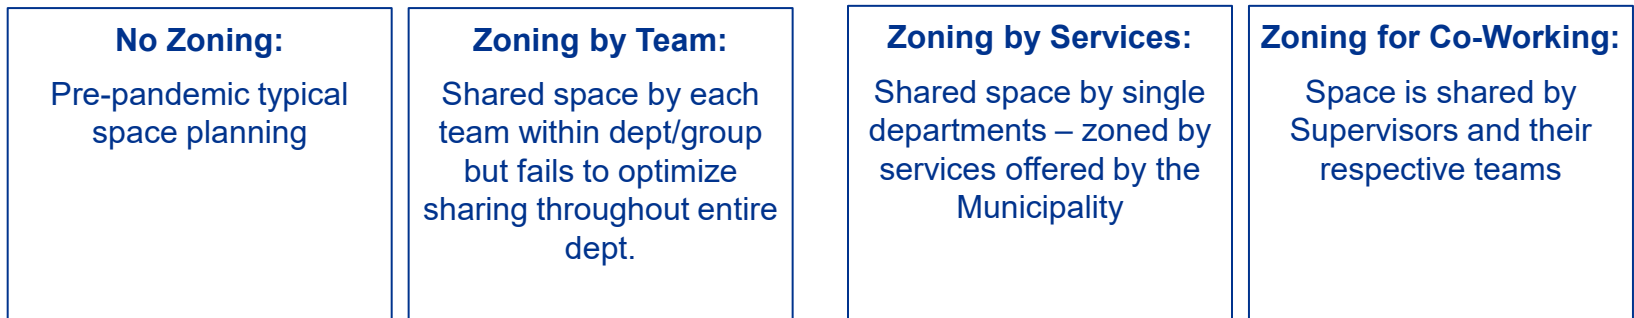 No Zoning:
Pre-pandemic typical
space planning
Zoning by Team:
Shared space by each
team within dept/group
but fails to optimize
sharing throughout entire
dept.
Zoning by Services:
Shared space by single
departments – zoned by
services offered by the
Municipality
Zoning for Co-Working:
Space is shared by
Supervisors and their
respective teams